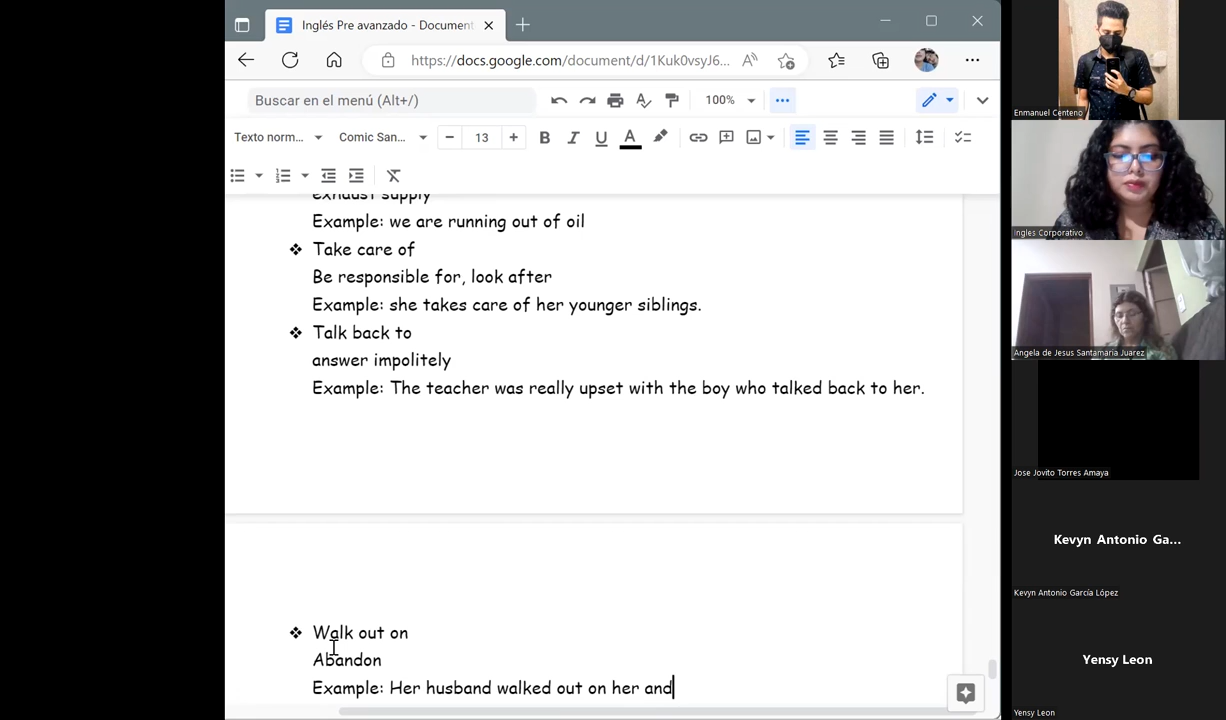 Inglés Pre avanzado - Document
https://docs.google.com/document/d/1Kuk0vsyJ6...
Buscar en el menú (Alt+/)
100%
Texto norm...
Comic San...
13
exhaust supply
Example: we are running out of oil
Take care of
Be responsible for, look after
Example: she takes care of her younger siblings.
Talk back to
answer impolitely
Example: The teacher was really upset with the boy who talked back to her.
Walk out on
Abandon
Example: Her husband walked out on her and
Enmanuel Centeno
Ingles Corporativo
Angela de Jesus Santamaria Juarez
Jose Jovito Torres Amaya
Kevyn Antonio Ga...
Kevyn Antonio García López
Yensy Leon
Yensy Leon